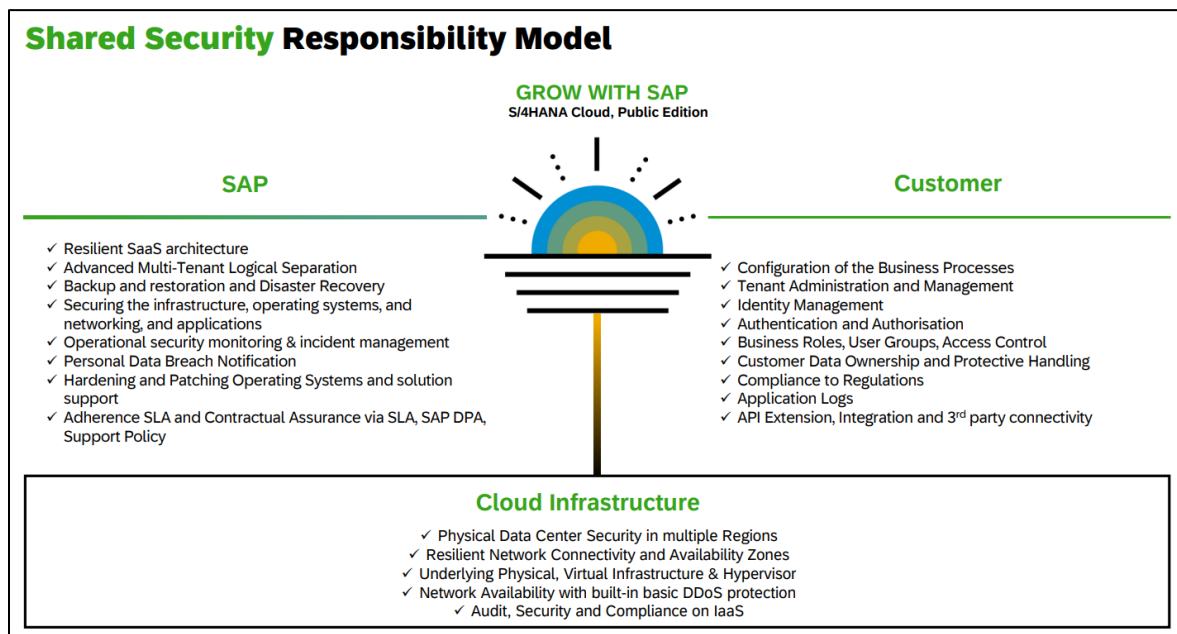 Shared Security Responsibility Model
GROW WITH SAP
S/4HANA Cloud, Public Edition
SAP
✓ Resilient SaaS architecture
✓ Advanced Multi-Tenant Logical Separation
✓ Backup and restoration and Disaster Recovery
✓ Securing the infrastructure, operating systems, and
networking, and applications
✓ Operational security monitoring & incident management
✓ Personal Data Breach Notification
✓ Hardening and Patching Operating Systems and solution
support
✓ Adherence SLA and Contractual Assurance via SLA, SAP DPA,
Support Policy
Customer
✓ Configuration of the Business Processes
✓ Tenant Administration and Management
✓ Identity Management
✓ Authentication and Authorisation
✓ Business Roles, User Groups, Access Control
✓ Customer Data Ownership and Protective Handling
✓ Compliance to Regulations
✓ Application Logs
✓ API Extension, Integration and 3rd party connectivity
Cloud Infrastructure
✓ Physical Data Center Security in multiple Regions
✓ Resilient Network Connectivity and Availability Zones
✓ Underlying Physical, Virtual Infrastructure & Hypervisor
✓ Network Availability with built-in basic DDoS protection
✓ Audit, Security and Compliance on IaaS